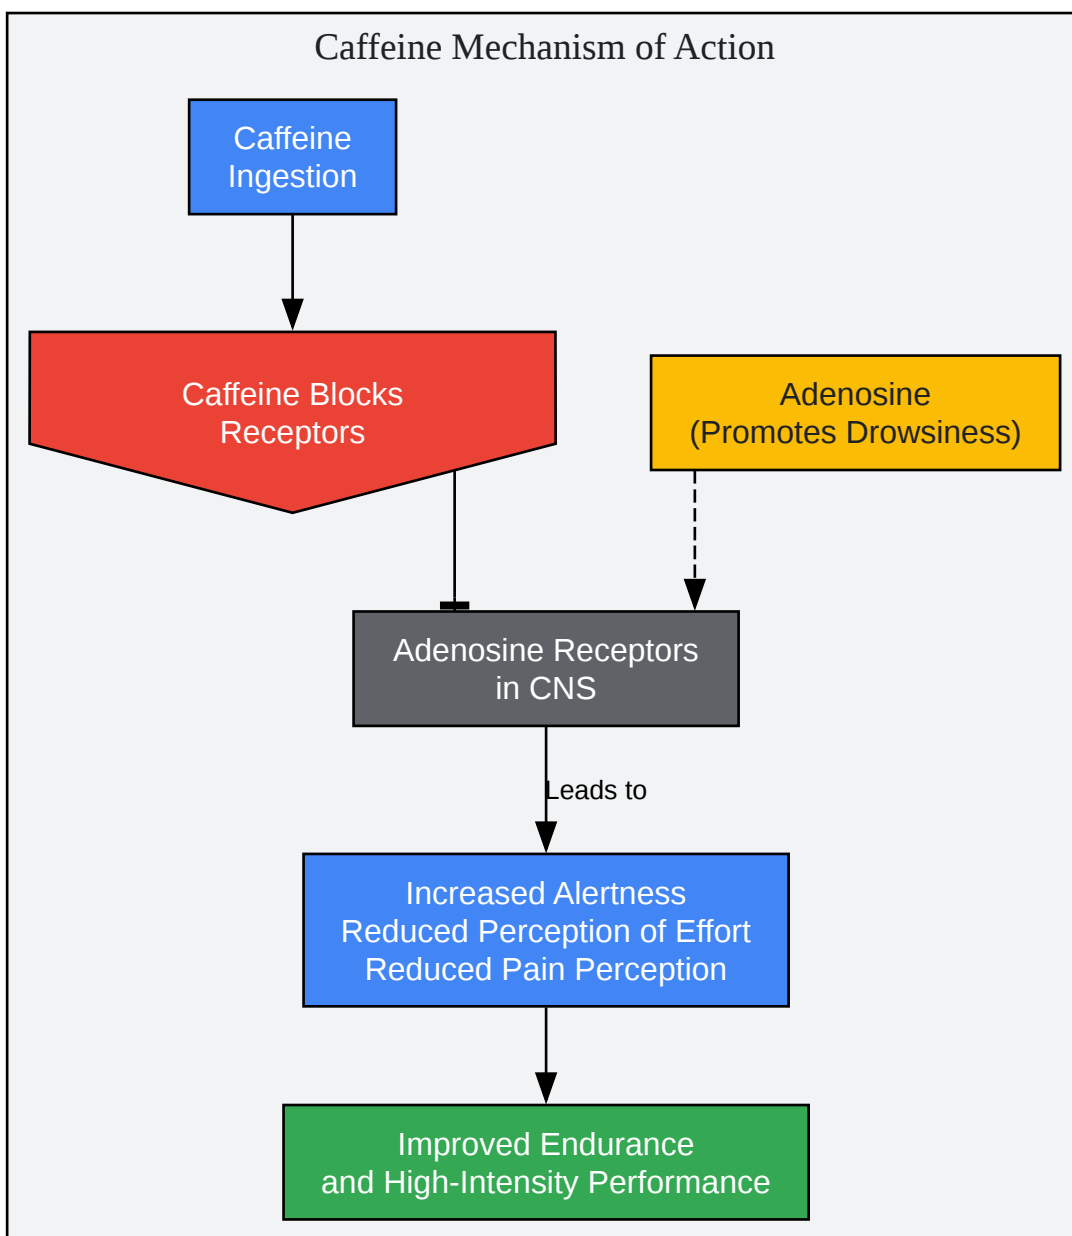 Caffeine Mechanism of Action
Caffeine
Ingestion
Caffeine Blocks
Receptors
Adenosine
(Promotes Drowsiness)
Adenosine Receptors
in CNS
Leads to
Increased Alertness
Reduced Perception of Effort
Reduced Pain Perception
Improved Endurance
and High-Intensity Performance